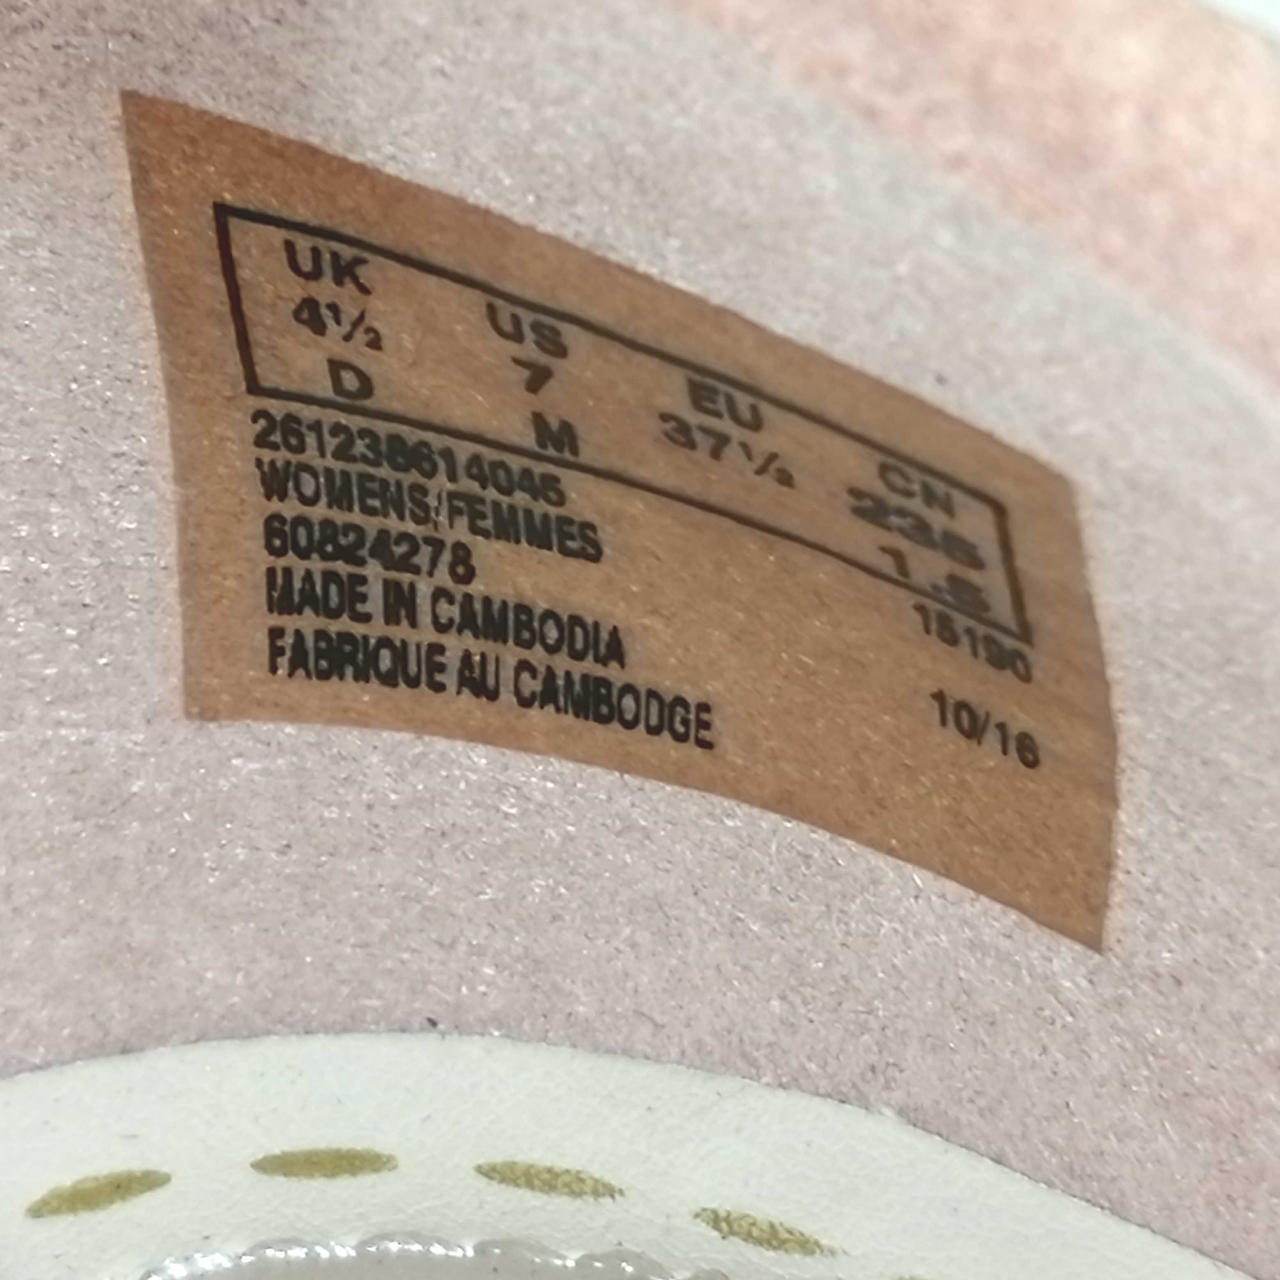 UK US EU CN
4½ 7 37½ 235
D M 1.5
261238614045 15190
WOMENS/FEMMES
60824278 10/16
MADE IN CAMBODIA
FABRIQUE AU CAMBODGE